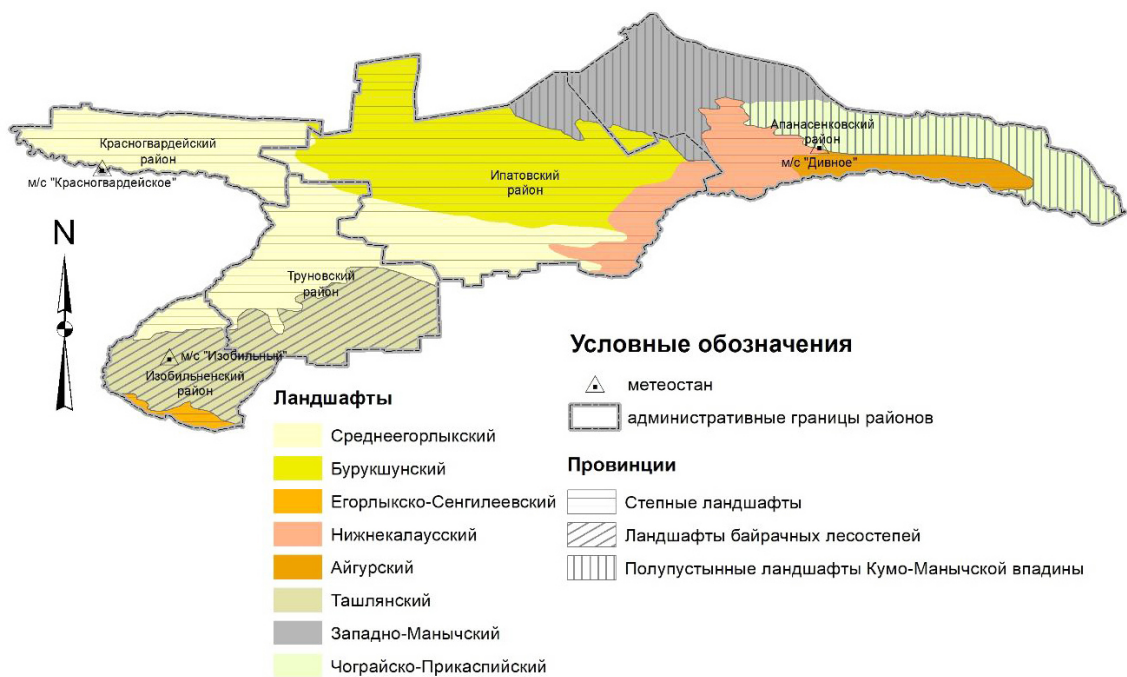 Красногвардейский
район
м/с "Красногвардейское"
Ипатовский
район
Апанасенковский
район
м/с "Дивное"
N
Труновский
район
м/с "Изобильный"
Изобильненский
район
Условные обозначения
метеостан
административные границы районов
Ландшафты
Среднеегорлыкский
Бурукшунский
Егорлыкско-Сенгилеевский
Нижнекалаусский
Айгурский
Ташлянский
Западно-Манычский
Чограйско-Прикаспийский
Провинции
Степные ландшафты
Ландшафты байрачных лесостепей
Полупустынные ландшафты Кумо-Манычской впадины